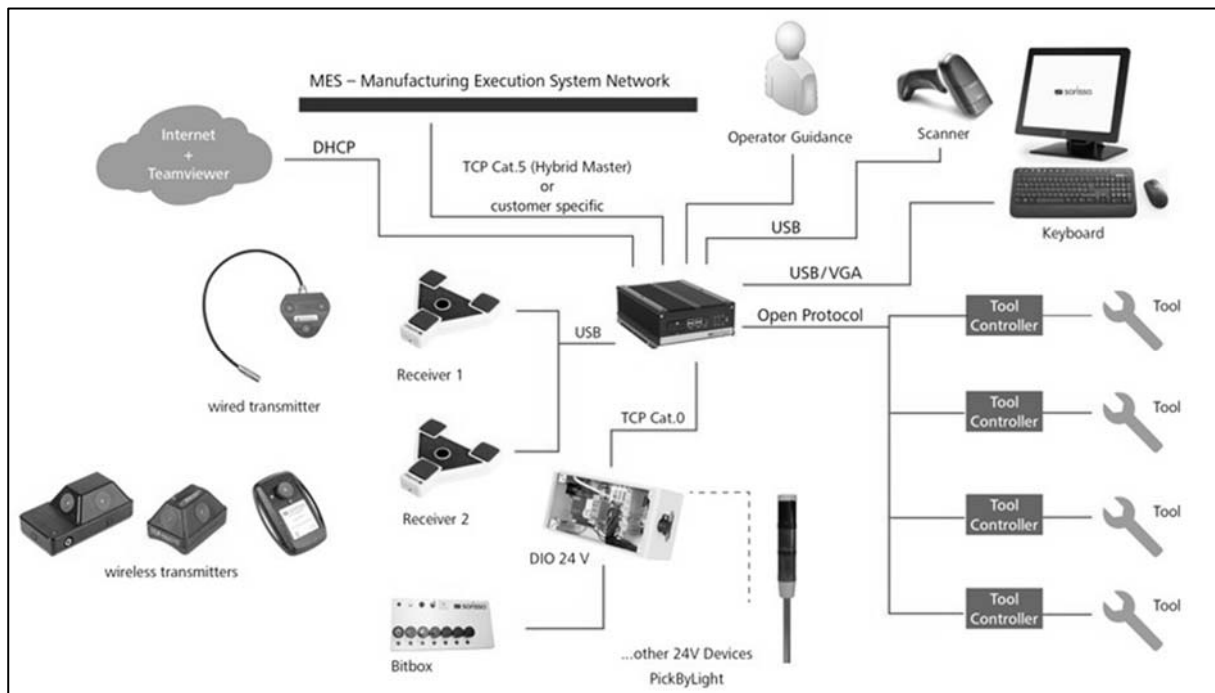 MES – Manufacturing Execution System Network
Internet
+
Teamviewer
DHCP
TCP Cat.5 (Hybrid Master)
or
customer specific
Operator Guidance
Scanner
sarissa
Keyboard
USB
USB/VGA
Open Protocol
wired transmitter
Receiver 1
USB
Receiver 2
TCP Cat.0
wireless transmitters
DIO 24 V
Bitbox
sarissa
...other 24V Devices
PickByLight
Tool
Controller
Tool
Tool
Controller
Tool
Tool
Controller
Tool
Tool
Controller
Tool